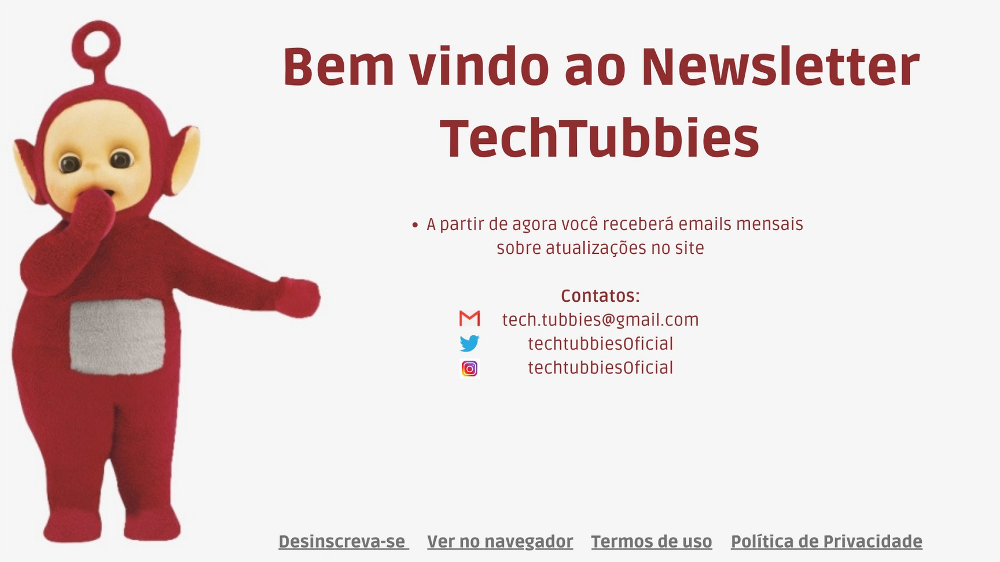 Bem vindo ao Newsletter
TechTubbies
• A partir de agora você receberá emails mensais
sobre atualizações no site
Contatos:
tech.tubbies@gmail.com
techtubbiesOficial
techtubbiesOficial
Desinscreva-se Ver no navegador Termos de uso Política de Privacidade